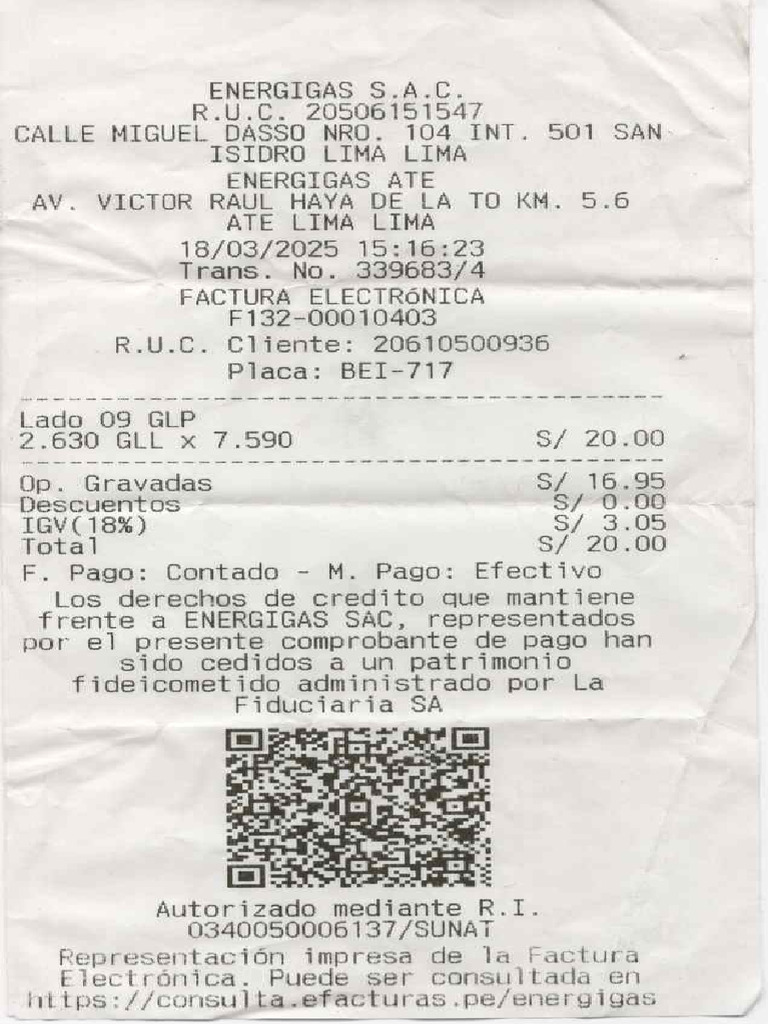 ENERGIGAS S.A.C.
R.U.C. 20506151547
CALLE MIGUEL DASSO NRO. 104 INT. 501 SAN
ISIDRO LIMA LIMA
ENERGIGAS ATE
AV. VICTOR RAUL HAYA DE LA TO KM. 5.6
ATE LIMA LIMA
18/03/2025 15:16:23
Trans. No. 339683/4
FACTURA ELECTRóNICA
F132-00010403
R.U.C. Cliente: 20610500936
Placa: BEI-717
----------------------------------------
Lado 09 GLP
2.630 GLL x 7.590 S/ 20.00
----------------------------------------
Op. Gravadas S/ 16.95
Descuentos S/ 0.00
IGV(18%) S/ 3.05
Total S/ 20.00
F. Pago: Contado - M. Pago: Efectivo
Los derechos de credito que mantiene
frente a ENERGIGAS SAC, representados
por el presente comprobante de pago han
sido cedidos a un patrimonio
fideicometido administrado por La
Fiduciaria SA
Autorizado mediante R.I.
0340050006137/SUNAT
Representación impresa de la Factura
Electrónica. Puede ser consultada en
https://consulta.efacturas.pe/energigas